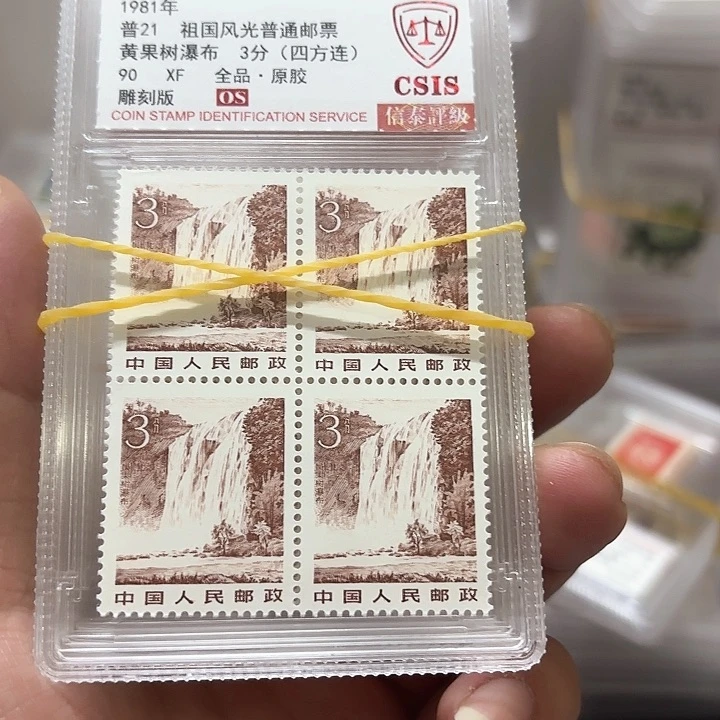 1981年
普21 祖国风光普通邮票
黄果树瀑布 3分（四方连）
90 XF 全品·原胶
雕刻版 OS
COIN STAMP IDENTIFICATION SERVICE
CSIS
信泰評級
3分 3分
中国人民邮政 中国人民邮政
3分 3分
中国人民邮政 中国人民邮政